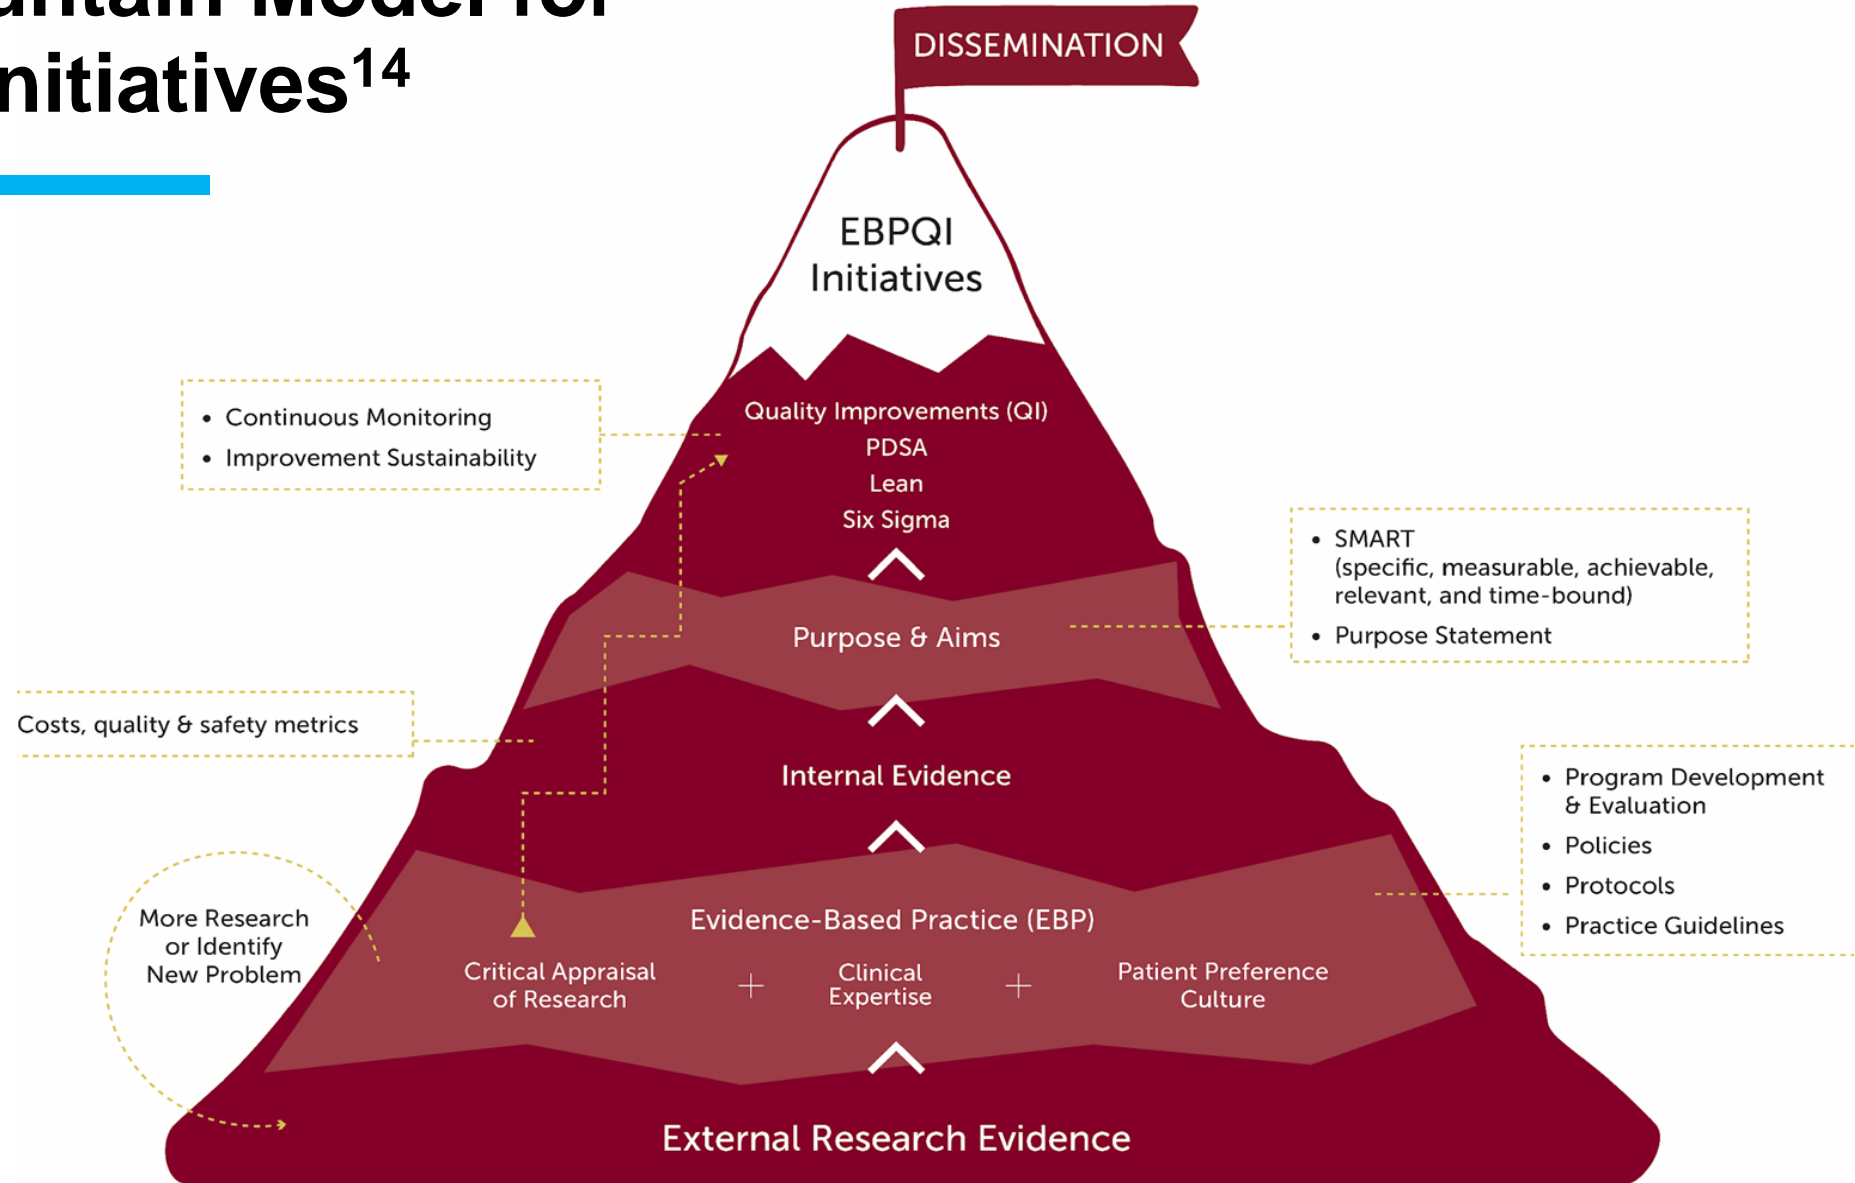 untain Model for
nitiatives14
DISSEMINATION
EBPQI
Initiatives
Quality Improvements (QI)
PDSA
Lean
Six Sigma
• Continuous Monitoring
• Improvement Sustainability
• SMART
(specific, measurable, achievable,
relevant, and time-bound)
• Purpose Statement
Purpose & Aims
Costs, quality & safety metrics
Internal Evidence
• Program Development
& Evaluation
• Policies
• Protocols
• Practice Guidelines
More Research
or Identify
New Problem
Evidence-Based Practice (EBP)
Critical Appraisal
of Research
+
Clinical
Expertise
+
Patient Preference
Culture
External Research Evidence